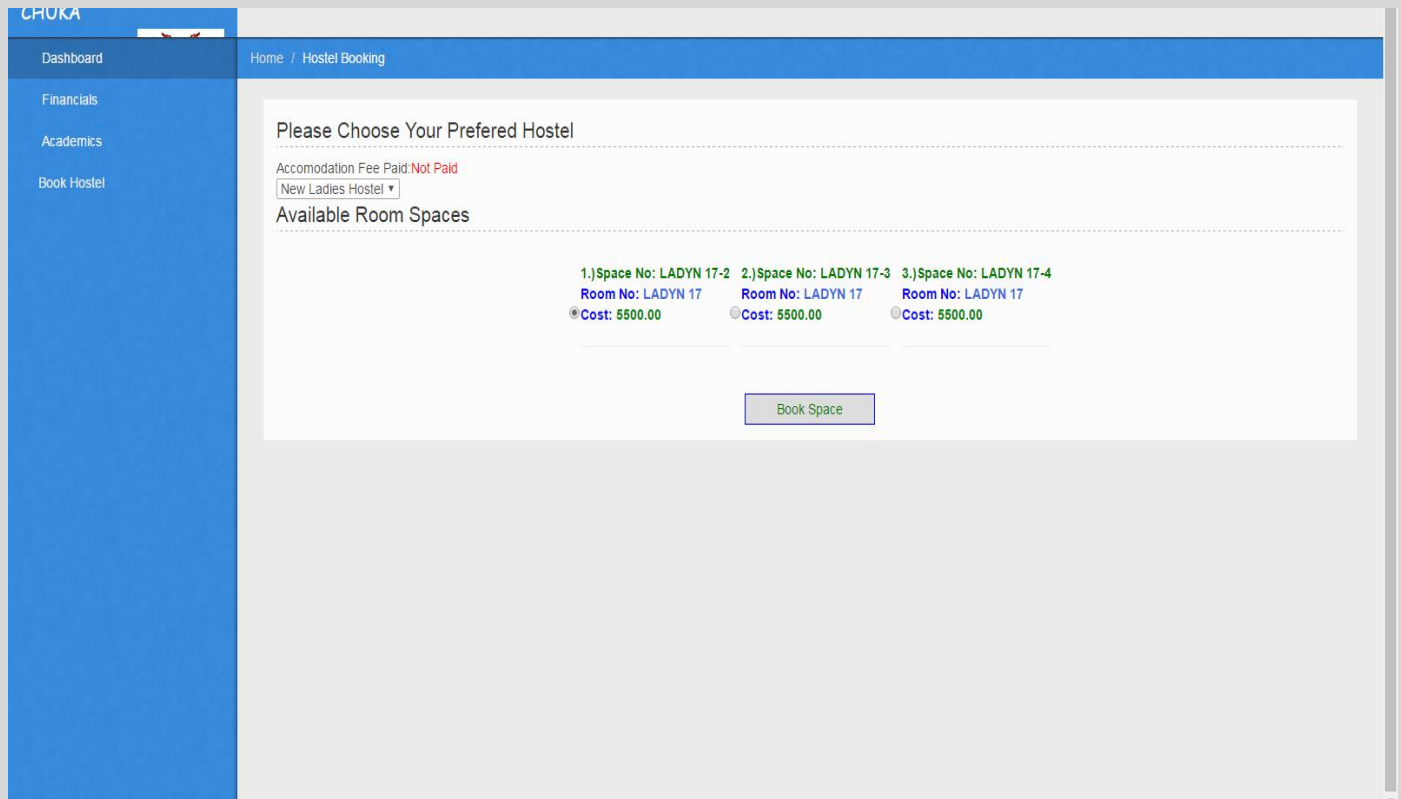 CHUKA
Dashboard
Financials
Academics
Book Hostel
Home / Hostel Booking
Please Choose Your Prefered Hostel
Accomodation Fee Paid:Not Paid
New Ladies Hostel
Available Room Spaces
1.)Space No: LADYN 17-2 2.)Space No: LADYN 17-3 3.)Space No: LADYN 17-4
Room No: LADYN 17 Room No: LADYN 17 Room No: LADYN 17
Cost: 5500.00 Cost: 5500.00 Cost: 5500.00
Book Space